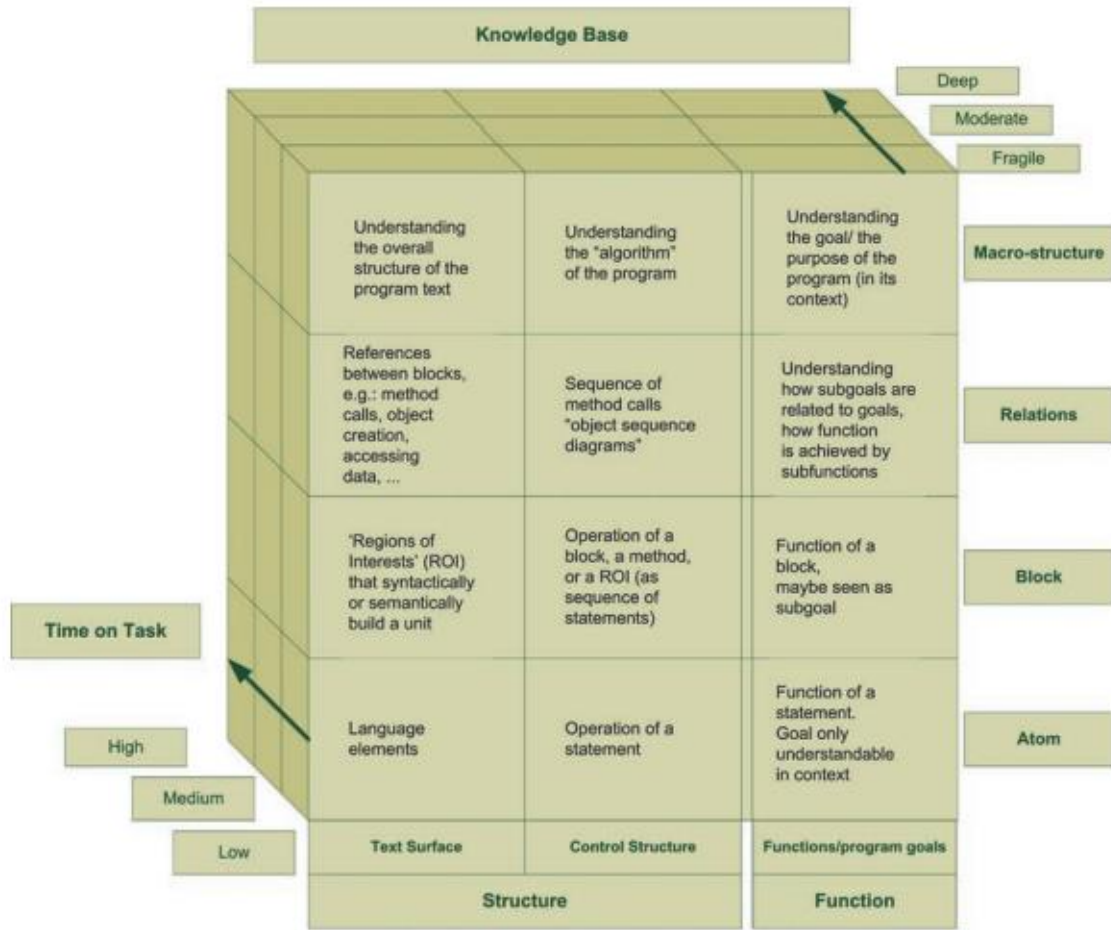 Knowledge Base
Deep
Moderate
Fragile
Understanding
the overall
structure of the
program text
Understanding
the “algorithm”
of the program
Understanding
the goal/ the
purpose of the
program (in its
context)
Macro-structure
References
between blocks,
e.g.: method
calls, object
creation,
accessing
data, ...
Sequence of
method calls
“object sequence
diagrams”
Understanding
how subgoals are
related to goals,
how function
is achieved by
subfunctions
Relations
'Regions of
Interests' (ROI)
that syntactically
or semantically
build a unit
Operation of a
block, a method,
or a ROI (as
sequence of
statements)
Function of a
block,
maybe seen as
subgoal
Block
Time on Task
Language
elements
Operation of a
statement
Function of a
statement.
Goal only
understandable
in context
Atom
High
Medium
Low
Text Surface
Control Structure
Functions/program goals
Structure
Function